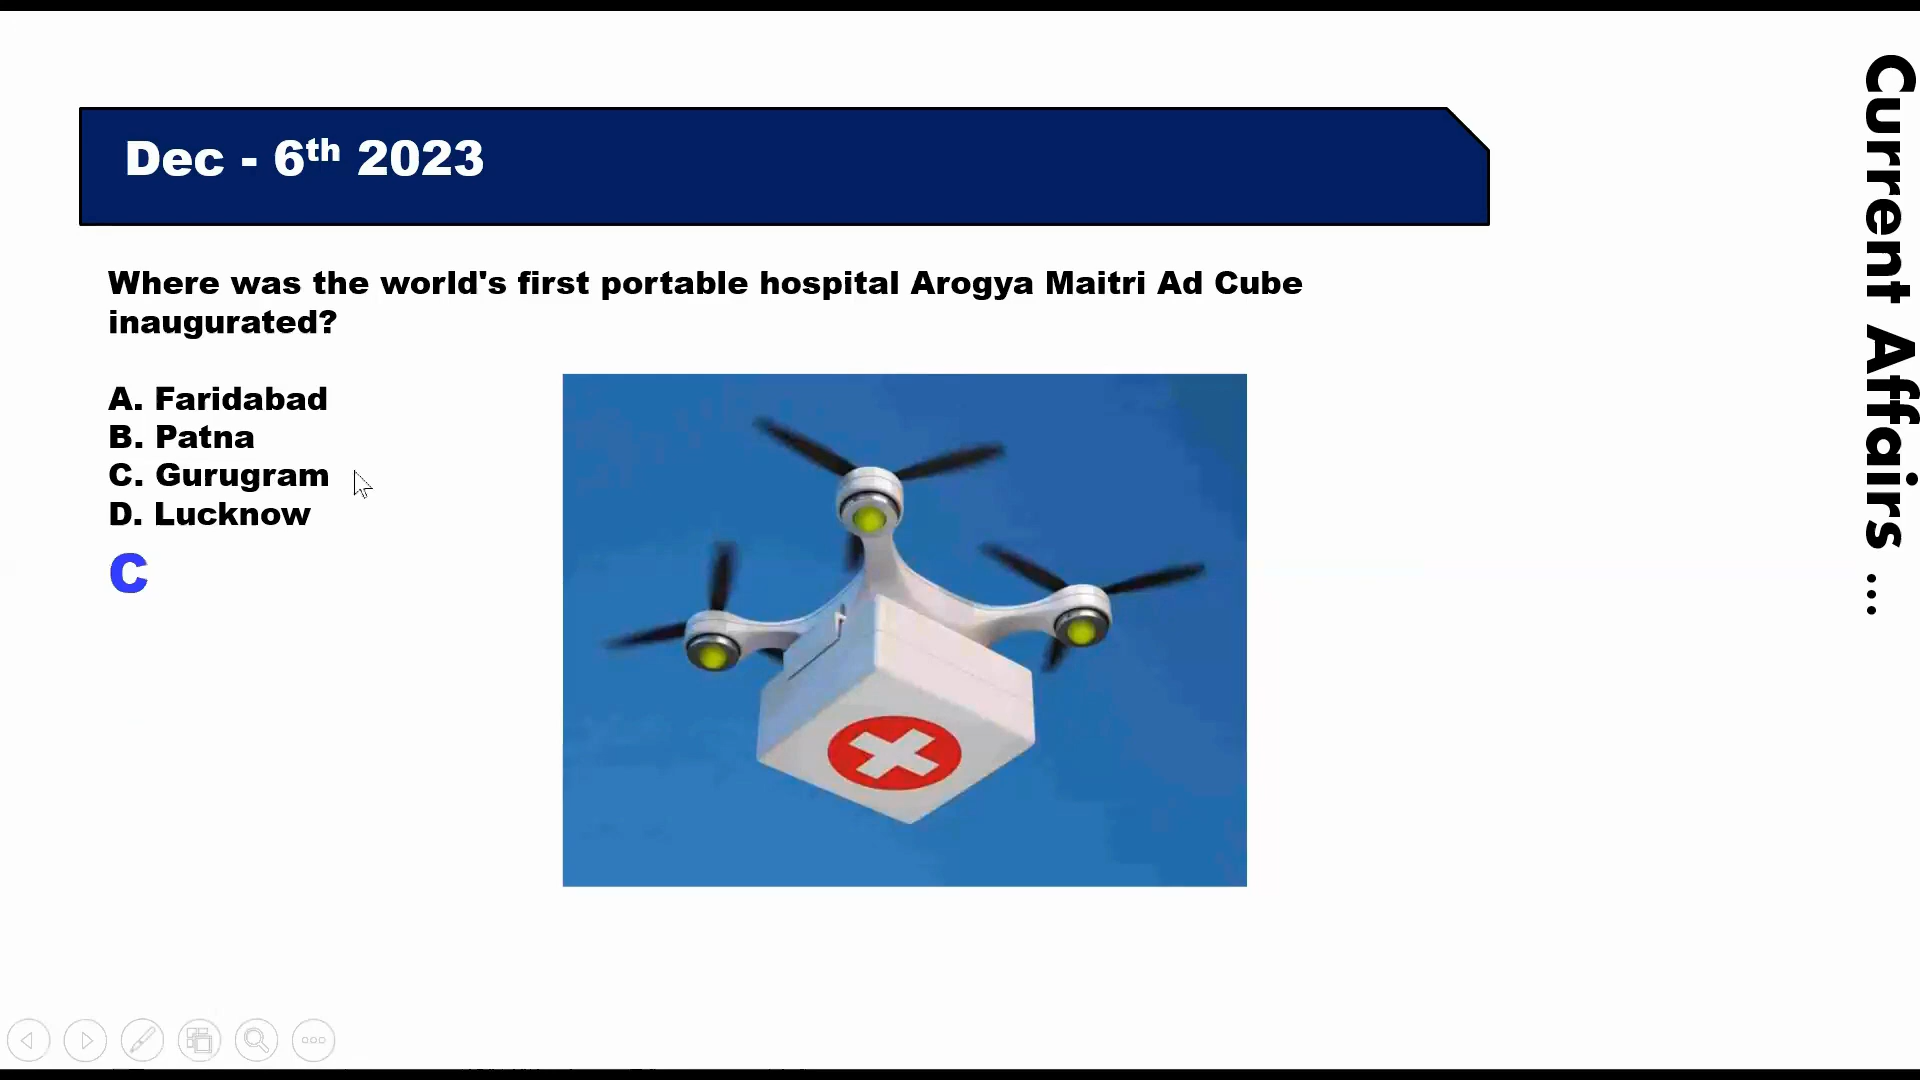 Dec - 6th 2023
Where was the world's first portable hospital Arogya Maitri Ad Cube
inaugurated?
A. Faridabad
B. Patna
C. Gurugram
D. Lucknow
C
Current Affairs ...